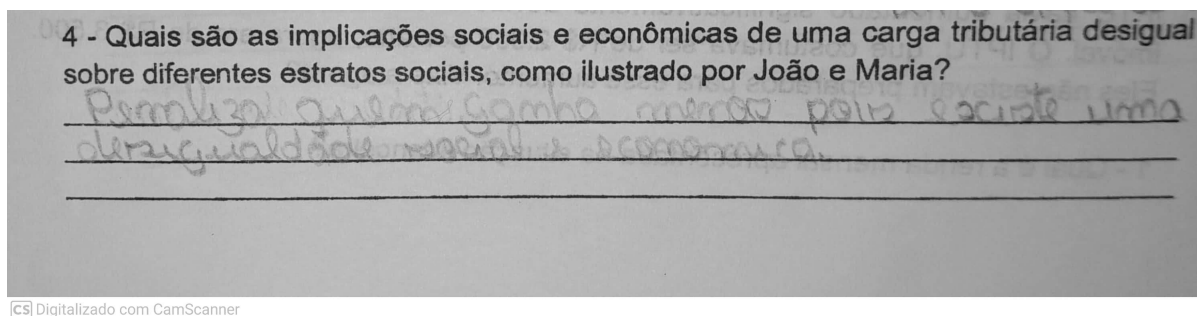 4 - Quais são as implicações sociais e econômicas de uma carga tributária desigual
sobre diferentes estratos sociais, como ilustrado por João e Maria?
Penaliza quem ganha menos pois existe uma
desigualdade social e economica.
CS Digitalizado com CamScanner